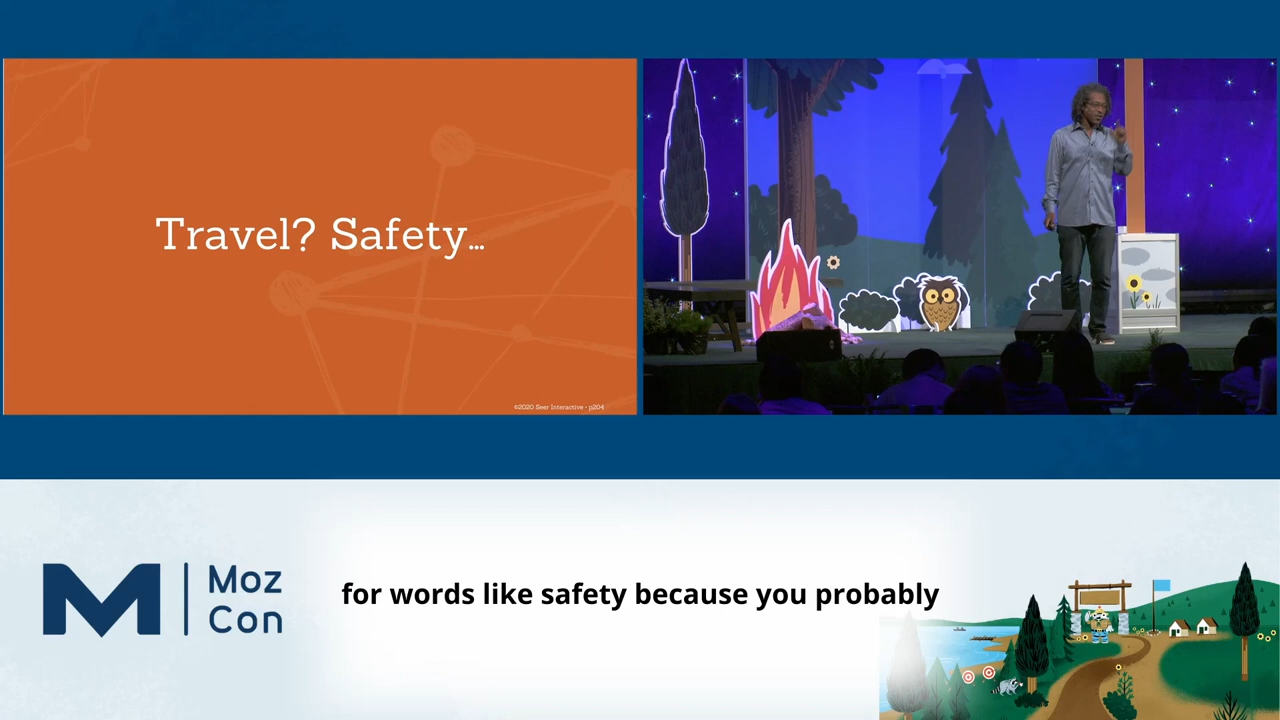 Travel? Safety...
©2020 Seer Interactive • p204
Moz
Con
for words like safety because you probably